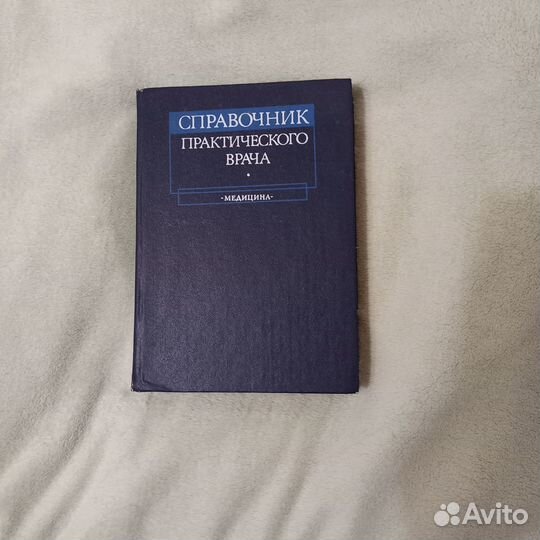 СПРАВОЧНИК
ПРАКТИЧЕСКОГО
ВРАЧА
·
-МЕДИЦИНА-
Avito